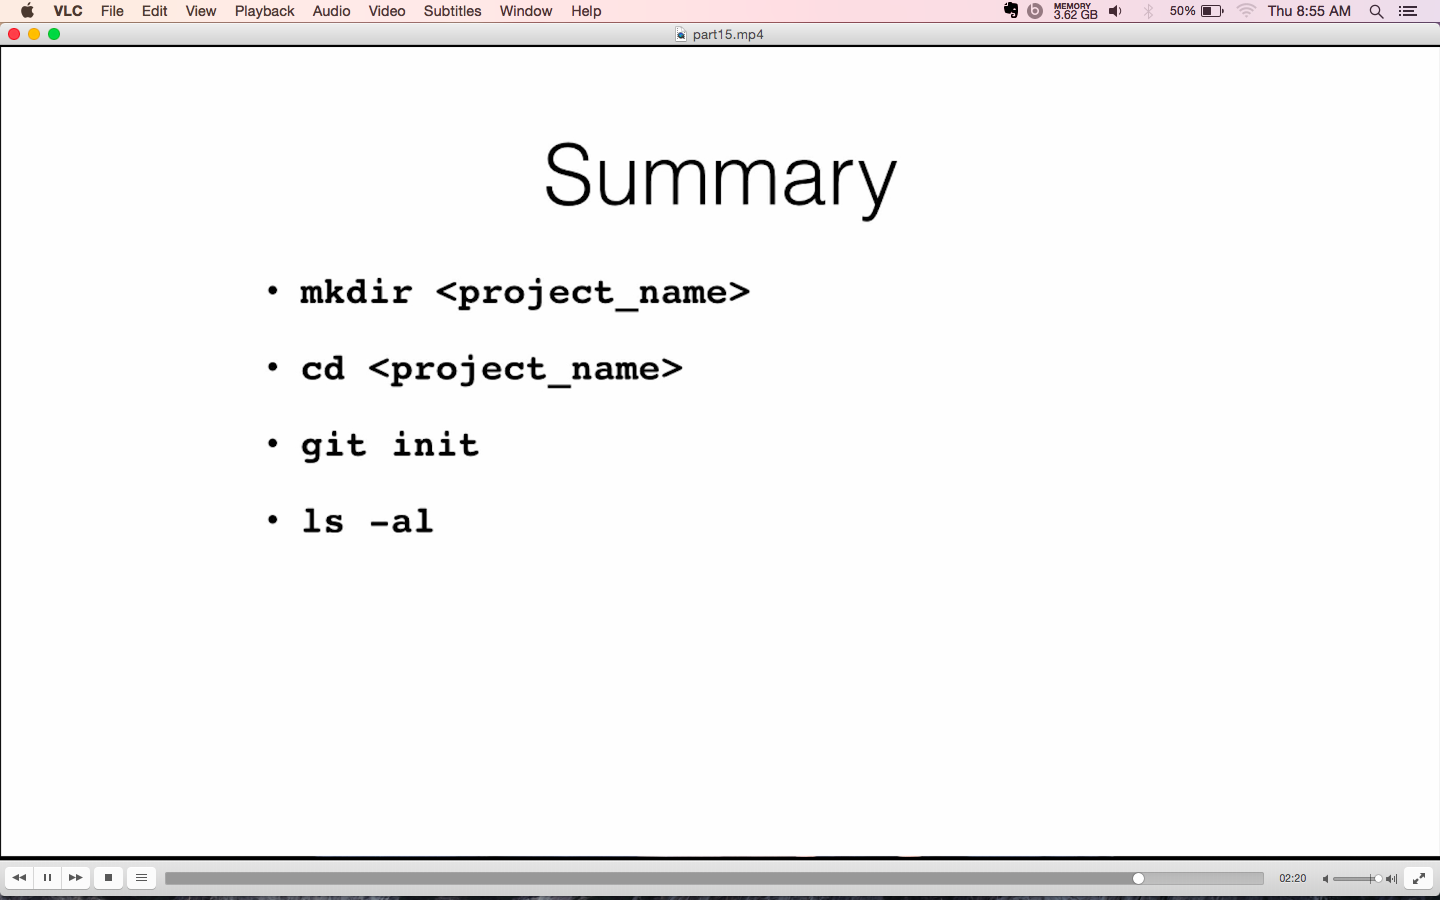 VLC File Edit View Playback Audio Video Subtitles Window Help MEMORY 3.62 GB 50% Thu 8:55 AM
part15.mp4
Summary
• mkdir <project_name>
• cd <project_name>
• git init
• ls -al
02:20